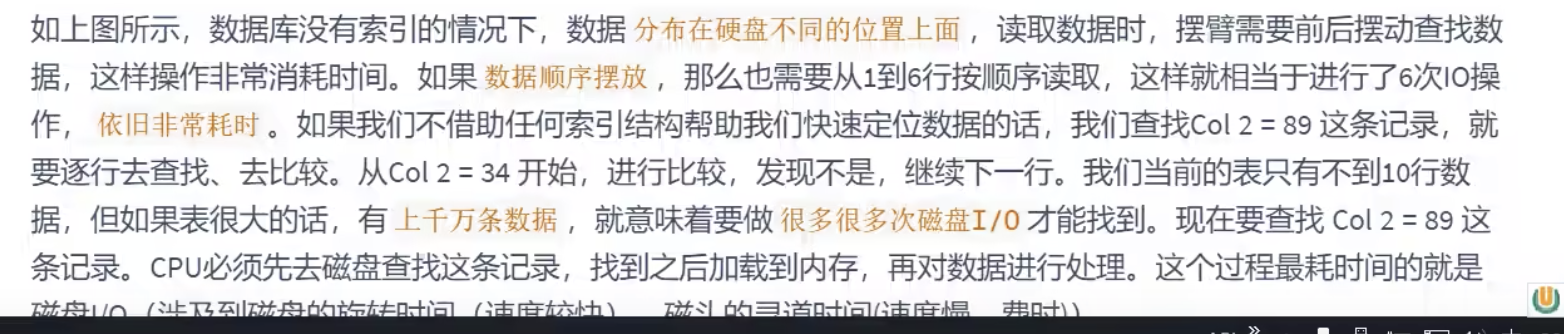 如上图所示，数据库没有索引的情况下，数据 分布在硬盘不同的位置上面 ，读取数据时，摆臂需要前后摆动查找数
据，这样操作非常消耗时间。如果 数据顺序摆放 ，那么也需要从1到6行按顺序读取，这样就相当于进行了6次IO操
作， 依旧非常耗时 。如果我们不借助任何索引结构帮助我们快速定位数据的话，我们查找Col 2 = 89 这条记录，就
要逐行去查找、去比较。从Col 2 = 34 开始，进行比较，发现不是，继续下一行。我们当前的表只有不到10行数
据，但如果表很大的话，有 上千万条数据 ，就意味着要做 很多很多次磁盘I/O 才能找到。现在要查找 Col 2 = 89 这
条记录。CPU必须先去磁盘查找这条记录，找到之后加载到内存，再对数据进行处理。这个过程最耗时间的就是
磁盘I/O（涉及到磁盘的旋转时间（速度较快）、磁头的寻道时间(速度慢、费时)）